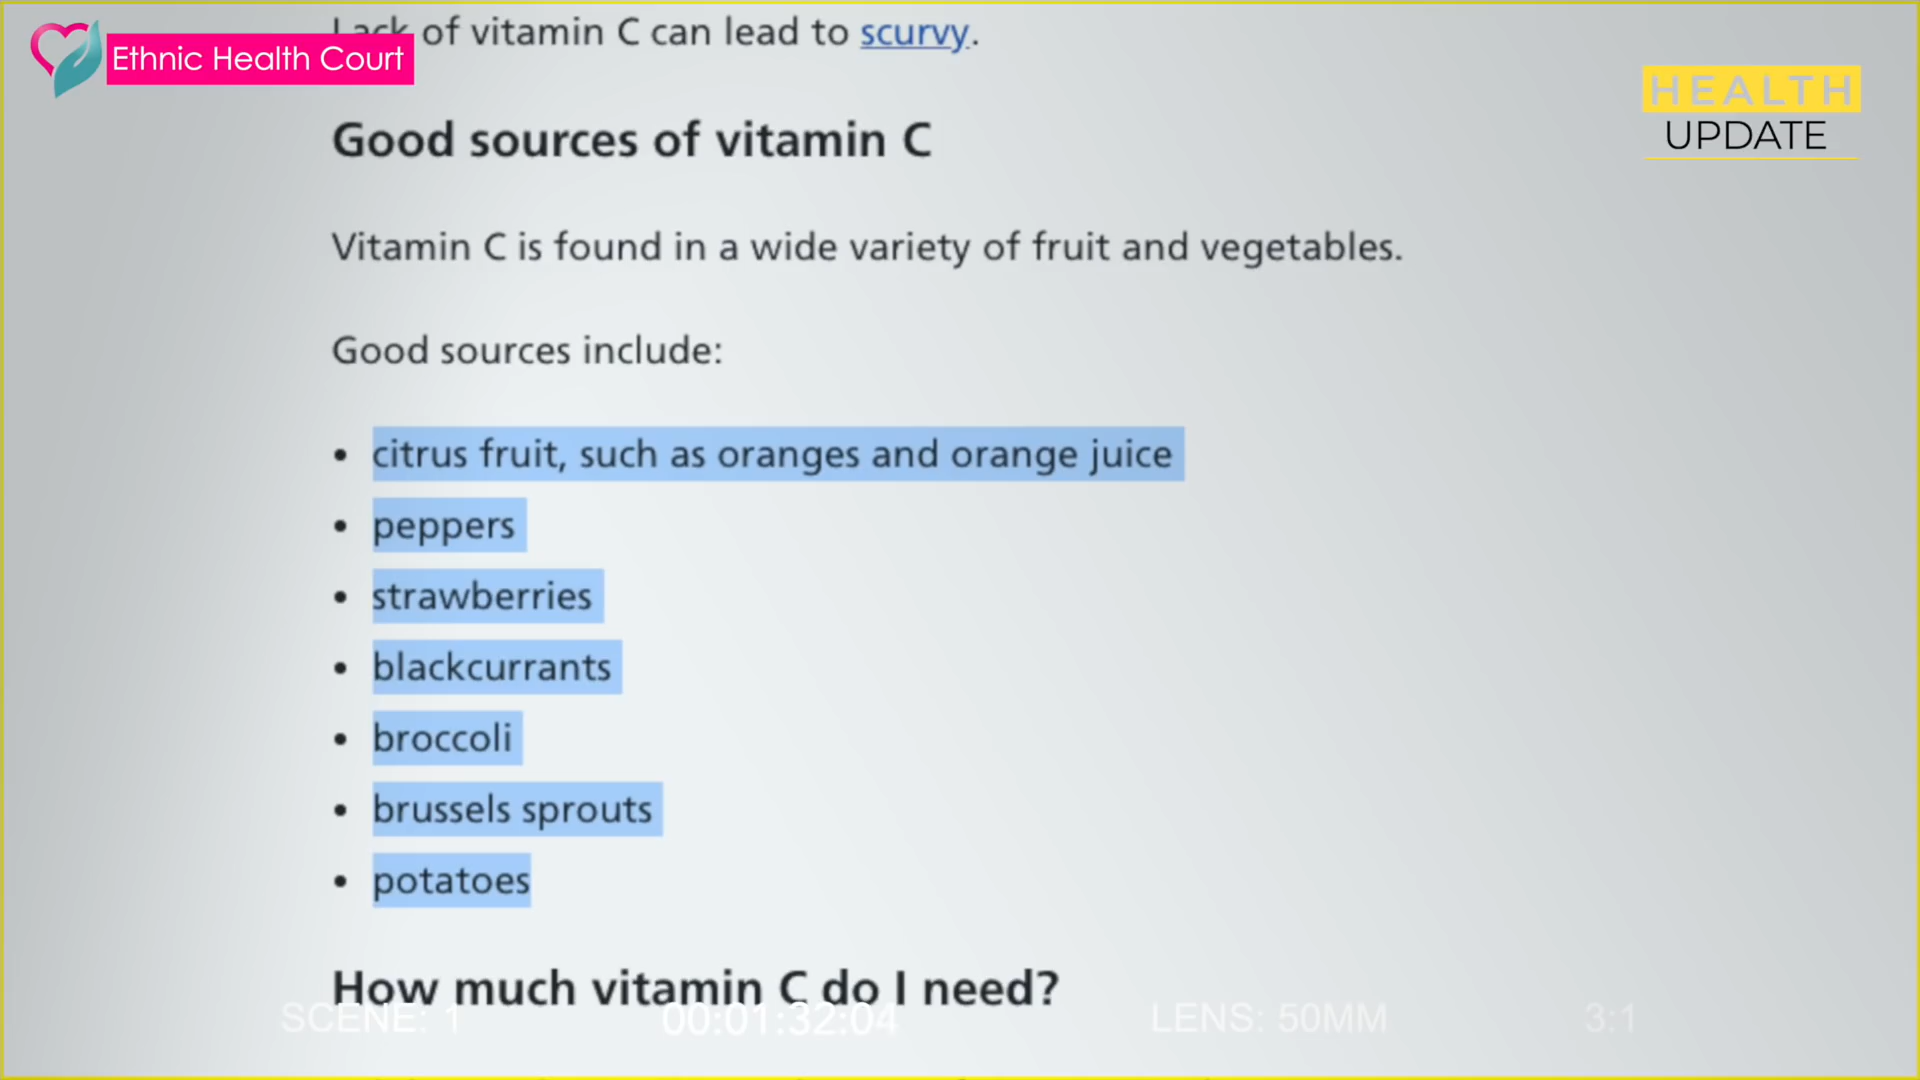 Lack of vitamin C can lead to scurvy.
Ethnic Health Court
HEALTH
UPDATE
Good sources of vitamin C
Vitamin C is found in a wide variety of fruit and vegetables.
Good sources include:
• citrus fruit, such as oranges and orange juice
• peppers
• strawberries
• blackcurrants
• broccoli
• brussels sprouts
• potatoes
How much vitamin C do I need?
SCENE: 1 00:01:32:04 LENS: 50MM 3:1